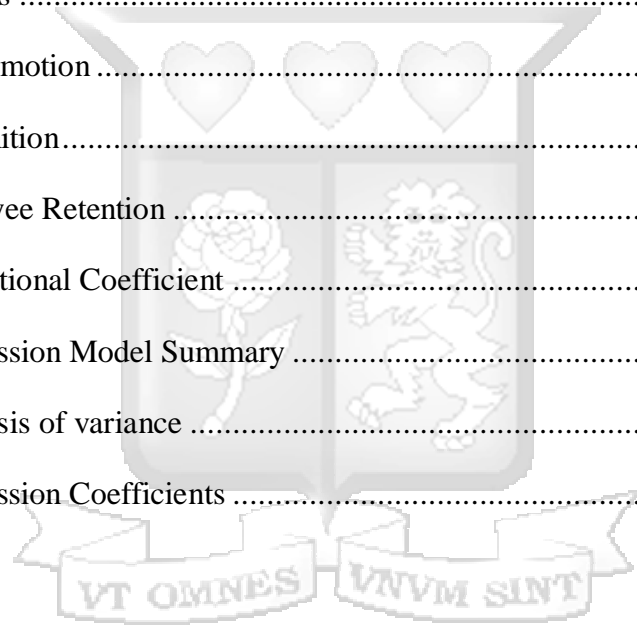 s ................................................................
motion ................................................................
ition................................................................
yee Retention ................................................................
tional Coefficient ................................................................
ssion Model Summary ................................................................
sis of variance ................................................................
ssion Coefficients ................................................................
VT OMNES VNVM SINT